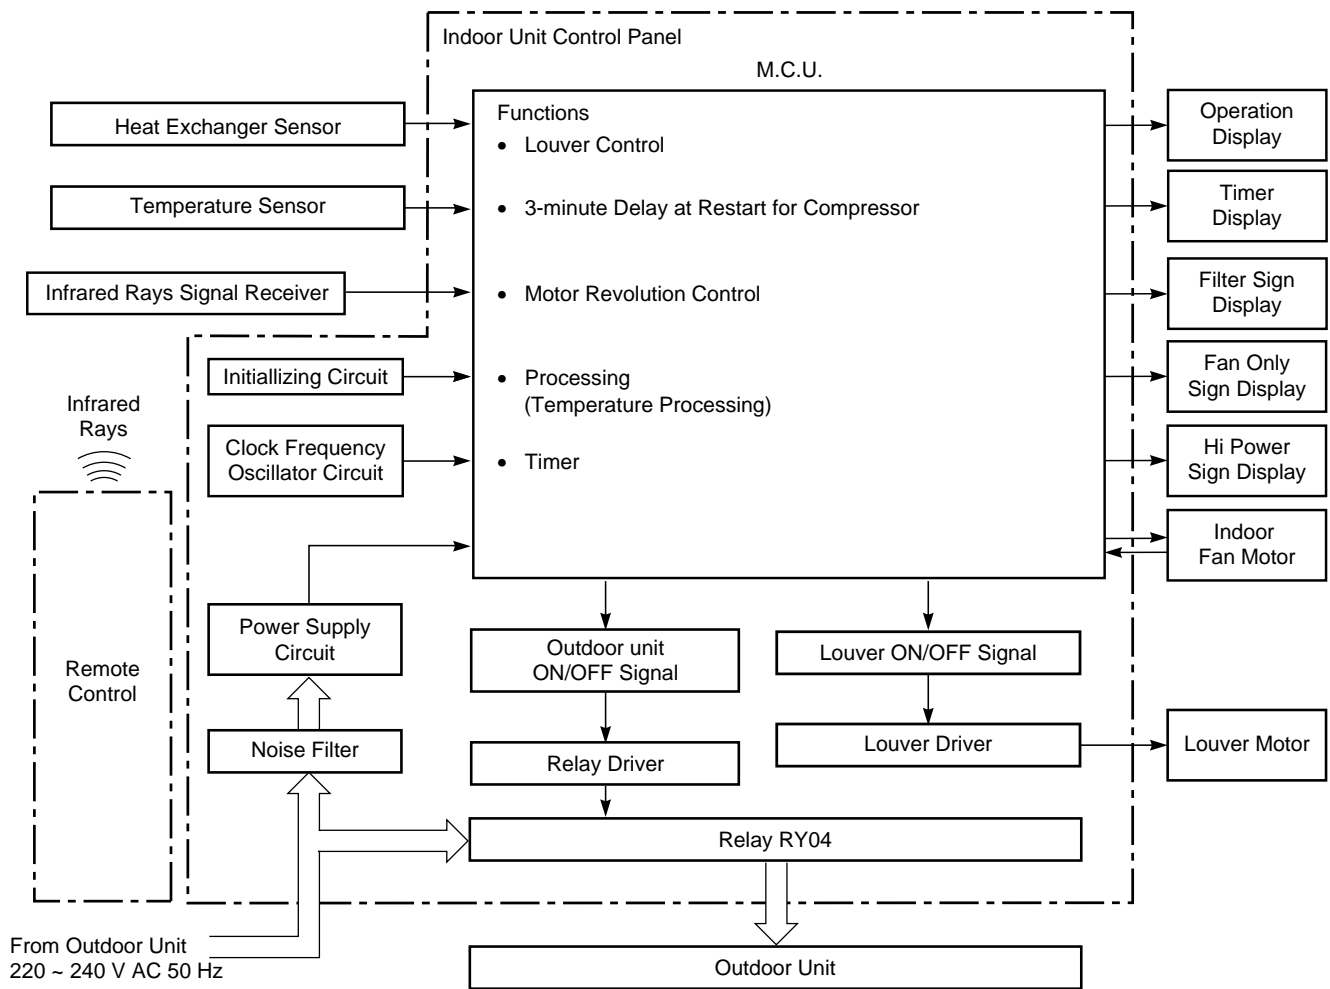 Indoor Unit Control Panel
M.C.U.
Heat Exchanger Sensor
Temperature Sensor
Infrared Rays Signal Receiver
Initiallizing Circuit
Clock Frequency
Oscillator Circuit
Infrared
Rays
Remote
Control
Power Supply
Circuit
Noise Filter
From Outdoor Unit
220 ~ 240 V AC 50 Hz
Functions
• Louver Control
• 3-minute Delay at Restart for Compressor
• Motor Revolution Control
• Processing
(Temperature Processing)
• Timer
Outdoor unit
ON/OFF Signal
Relay Driver
Louver ON/OFF Signal
Louver Driver
Relay RY04
Outdoor Unit
Operation
Display
Timer
Display
Filter Sign
Display
Fan Only
Sign Display
Hi Power
Sign Display
Indoor
Fan Motor
Louver Motor